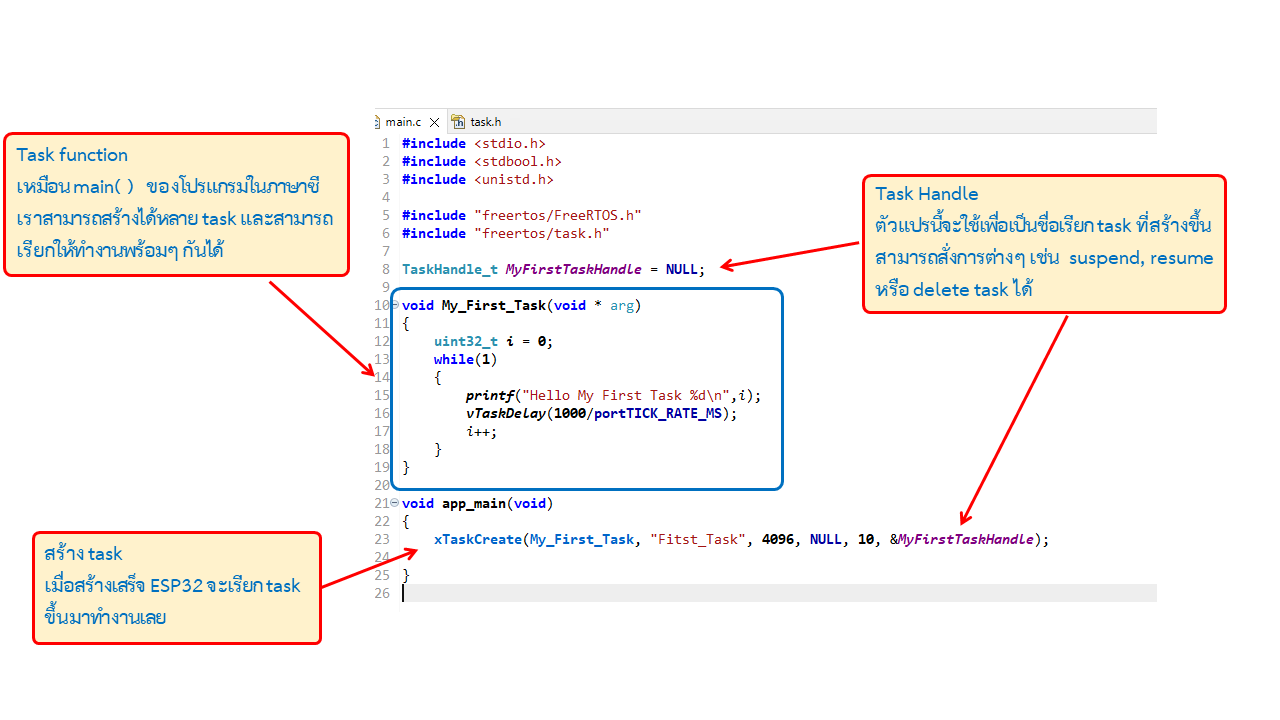 main.c
task.h
Task function
เหมือน main( ) ของโปรแกรมในภาษาซี
เราสามารถสร้างได้หลาย task และสามารถ
เรียกให้ทำงานพร้อมๆ กันได้
Task Handle
ตัวแปรนี้จะใช้เพื่อเป็นชื่อเรียก task ที่สร้างขึ้น
สามารถสั่งการต่างๆ เช่น suspend, resume
หรือ delete task ได้
1 #include <stdio.h>
2 #include <stdbool.h>
3 #include <unistd.h>
4
5 #include "freertos/FreeRTOS.h"
6 #include "freertos/task.h"
7
8 TaskHandle_t MyFirstTaskHandle = NULL;
9
10 void My_First_Task(void * arg)
11 {
12     uint32_t i = 0;
13     while(1)
14     {
15         printf("Hello My First Task %d\n",i);
16         vTaskDelay(1000/portTICK_RATE_MS);
17         i++;
18     }
19 }
20
21 void app_main(void)
22 {
23     xTaskCreate(My_First_Task, "Fitst_Task", 4096, NULL, 10, &MyFirstTaskHandle);
24
25 }
26
สร้าง task
เมื่อสร้างเสร็จ ESP32 จะเรียก task
ขึ้นมาทำงานเลย